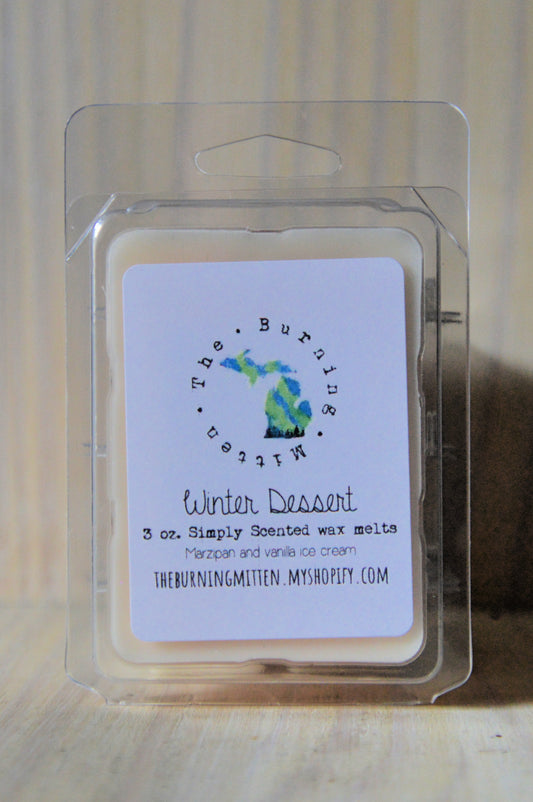 The • Burning • Mitten •
Winter Dessert
3 oz. Simply Scented wax melts
Marzipan and vanilla ice cream
THEBURNINGMITTEN.MYSHOPIFY.COM